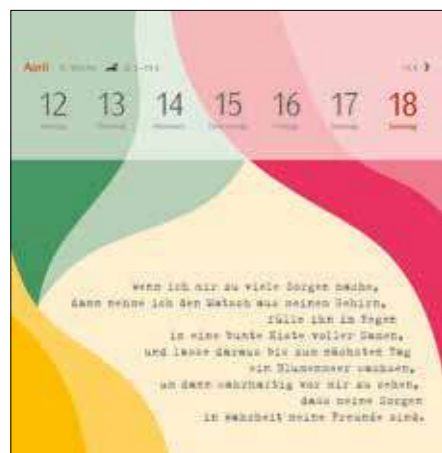 April
12 13 14 15 16 17 18
wenn ich mir zu viele Sorgen mache,
dann nehme ich den Matsch aus meinem Gehirn,
fülle ihn im Regen
in eine bunte Kiste voller Samen,
und lasse daraus bis zum nächsten Tag
ein Blumenmeer wachsen,
um dann wahrhaftig vor mir zu sehen,
dass meine Sorgen
in wahrheit meine Freunde sind.